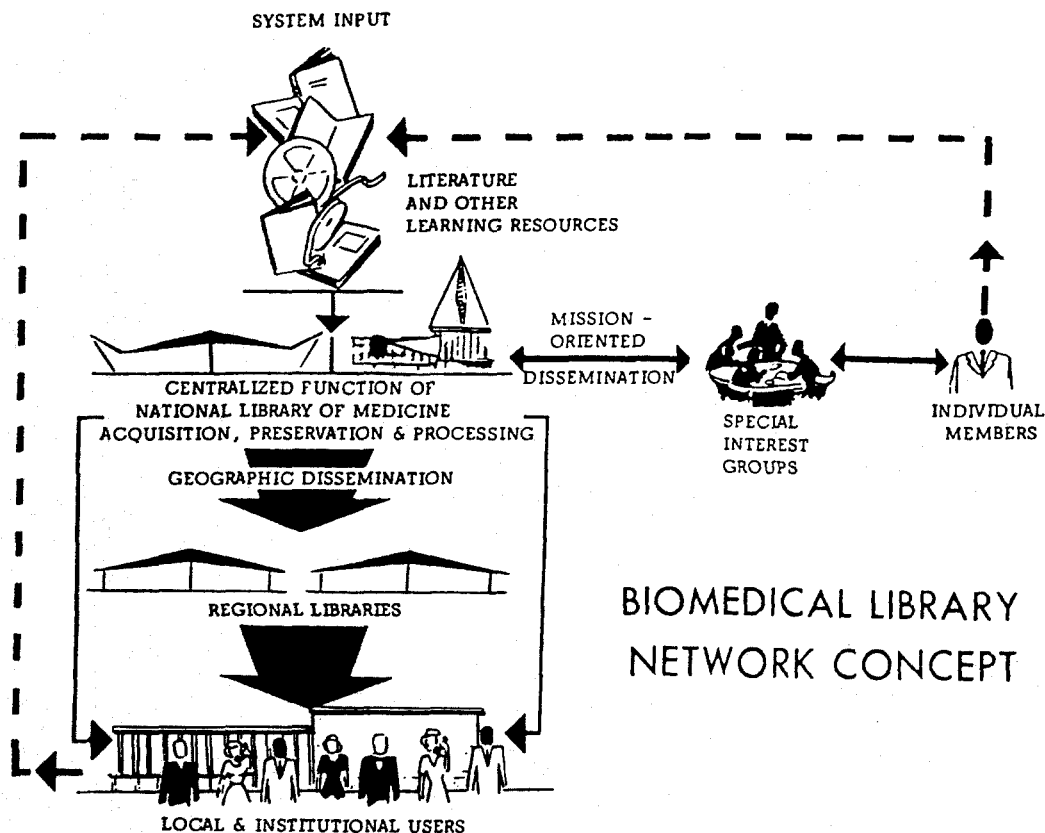 SYSTEM INPUT
LITERATURE
AND OTHER
LEARNING RESOURCES
MISSION -
ORIENTED
DISSEMINATION
CENTRALIZED FUNCTION OF
NATIONAL LIBRARY OF MEDICINE
ACQUISITION, PRESERVATION & PROCESSING
SPECIAL
INTEREST
GROUPS
INDIVIDUAL
MEMBERS
GEOGRAPHIC DISSEMINATION
REGIONAL LIBRARIES
BIOMEDICAL LIBRARY
NETWORK CONCEPT
LOCAL & INSTITUTIONAL USERS